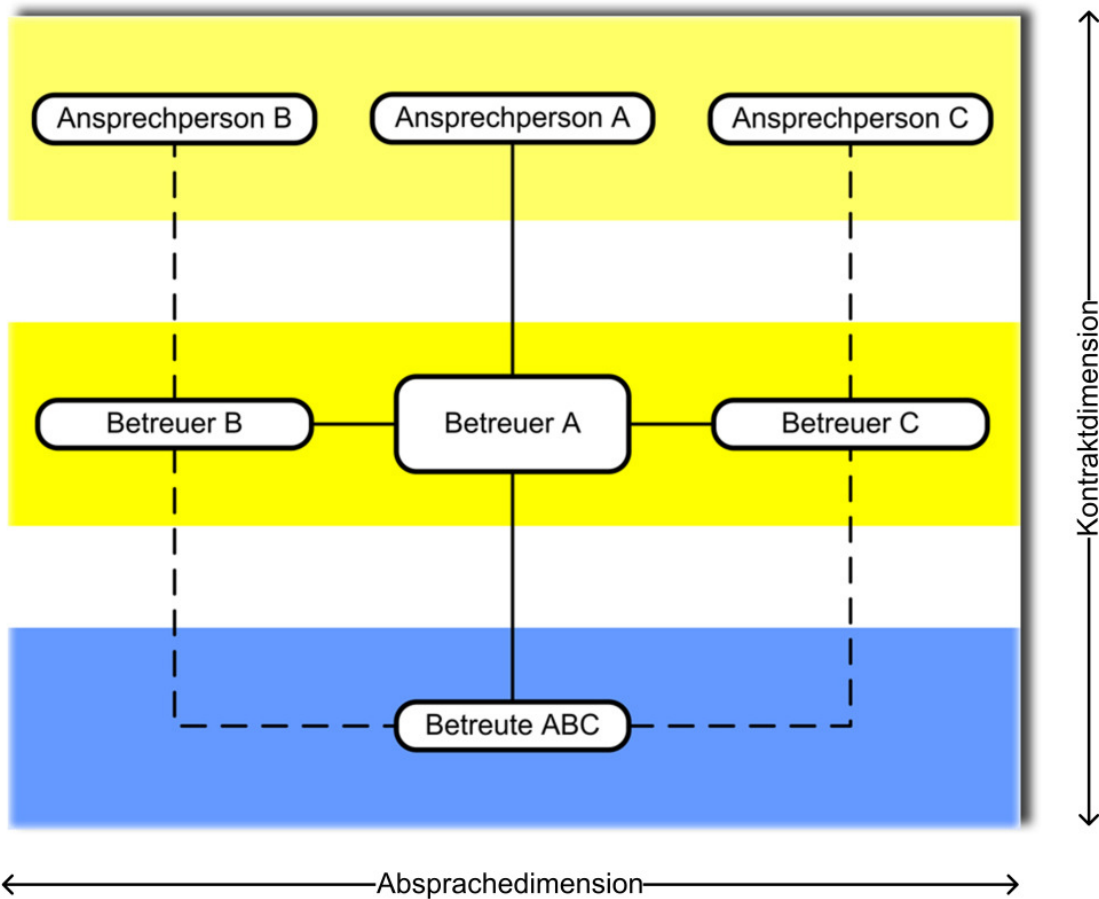 Ansprechperson B
Ansprechperson A
Ansprechperson C
Betreuer B
Betreuer A
Betreuer C
Betreute ABC
Kontraktdimension
Absprachedimension